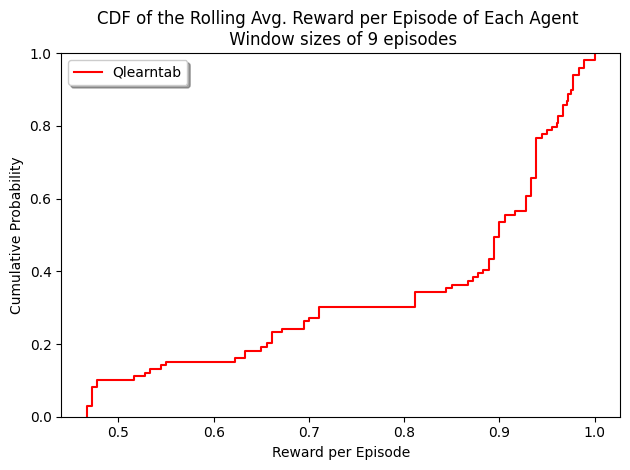 CDF of the Rolling Avg. Reward per Episode of Each Agent
Window sizes of 9 episodes
Qlearntab
1.0
0.8
0.6
0.4
0.2
0.0
Cumulative Probability
0.5 0.6 0.7 0.8 0.9 1.0
Reward per Episode